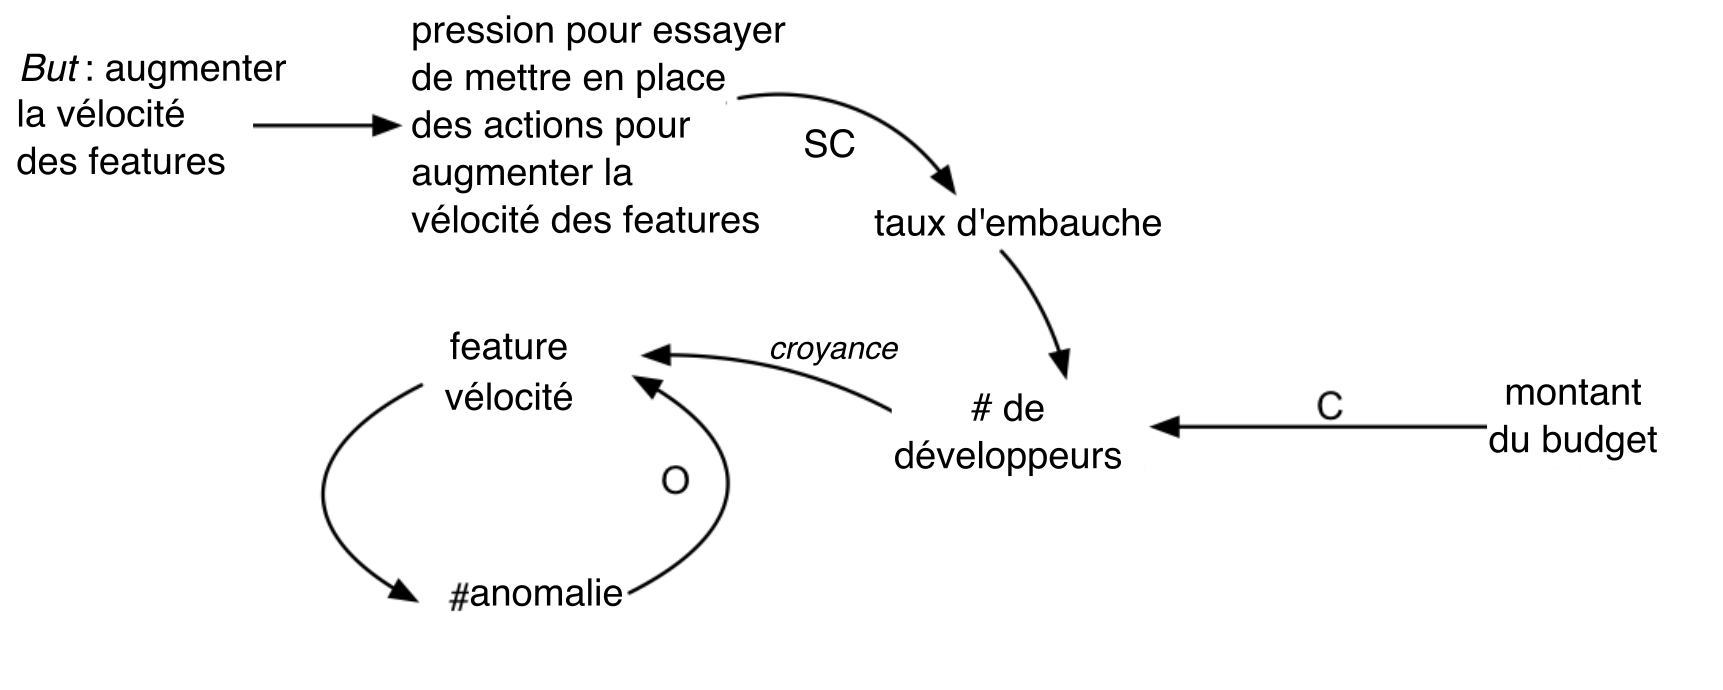 But : augmenter
la vélocité
des features
pression pour essayer
de mettre en place
des actions pour
augmenter la
vélocité des features
SC
taux d'embauche
feature
vélocité
croyance
# de
développeurs
C
montant
du budget
O
#anomalie